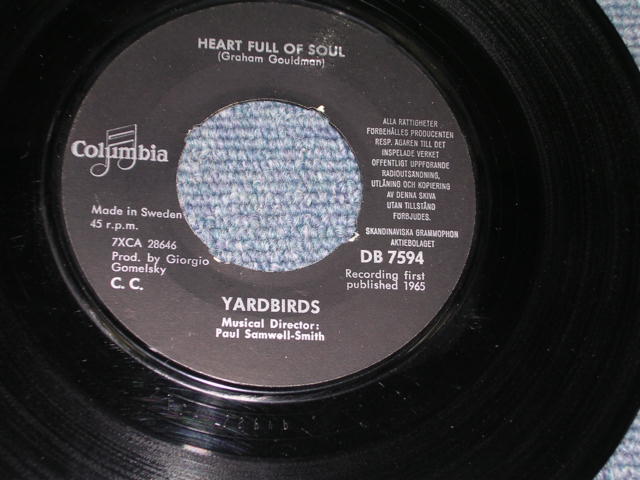 HEART FULL OF SOUL
(Graham Gouldman)
Columbia
ALLA RÄTTIGHETER
FÖRBEHÅLLES PRODUCENTEN
RESP. ÄGAREN TILL DET
INSPELADE VERKET
OFFENTLIGT UPPFÖRANDE
RADIOUTSÄNDNING,
UTLÅNING OCH KOPIERING
AV DENNA SKIVA
UTAN TILLSTÅND
FÖRBJUDES.
SKANDINAVISKA GRAMMOPHON
AKTIEBOLAGET
Made in Sweden
45 r.p.m.
7XCA 28646
Prod. by Giorgio
Gomelsky
C. C.
DB 7594
Recording first
published 1965
YARDBIRDS
Musical Director:
Paul Samwell-Smith